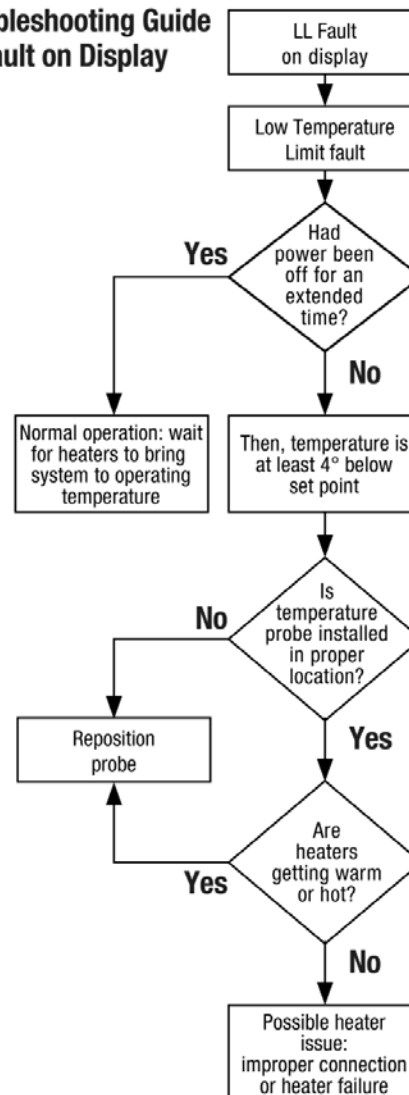 bleshooting Guide
ault on Display
LL Fault
on display
Low Temperature
Limit fault
Had
power been
off for an
extended
time?
Yes
No
Normal operation: wait
for heaters to bring
system to operating
temperature
Then, temperature is
at least 4° below
set point
Is
temperature
probe installed
in proper
location?
No
Yes
Reposition
probe
Are
heaters
getting warm
or hot?
Yes
No
Possible heater
issue:
improper connection
or heater failure